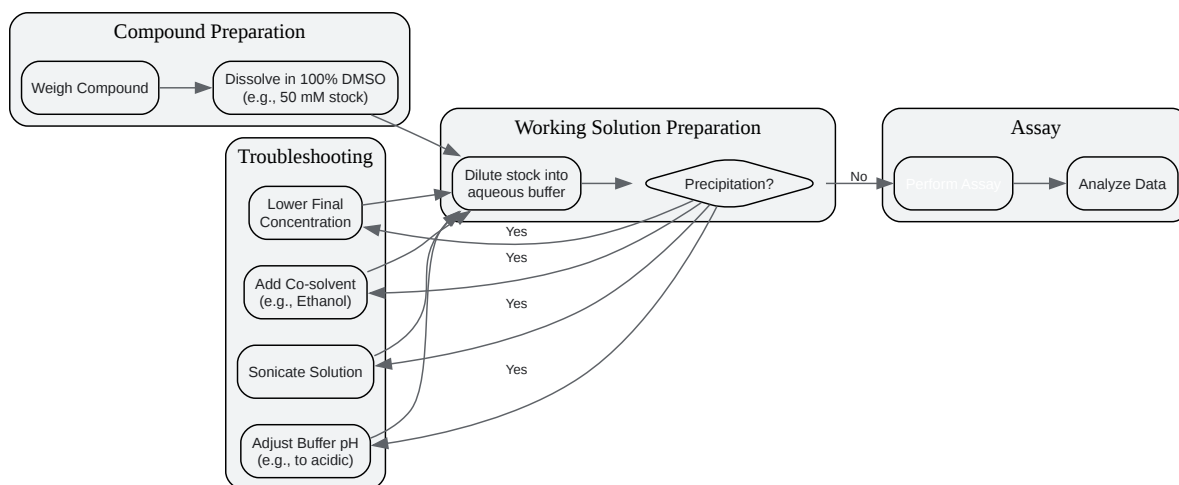 Compound Preparation
Weigh Compound
Dissolve in 100% DMSO
(e.g., 50 mM stock)
Working Solution Preparation
Dilute stock into
aqueous buffer
Precipitation?
No
Assay
Perform Assay
Analyze Data
Troubleshooting
Lower Final
Concentration
Yes
Add Co-solvent
(e.g., Ethanol)
Yes
Sonicate Solution
Yes
Adjust Buffer pH
(e.g., to acidic)
Yes